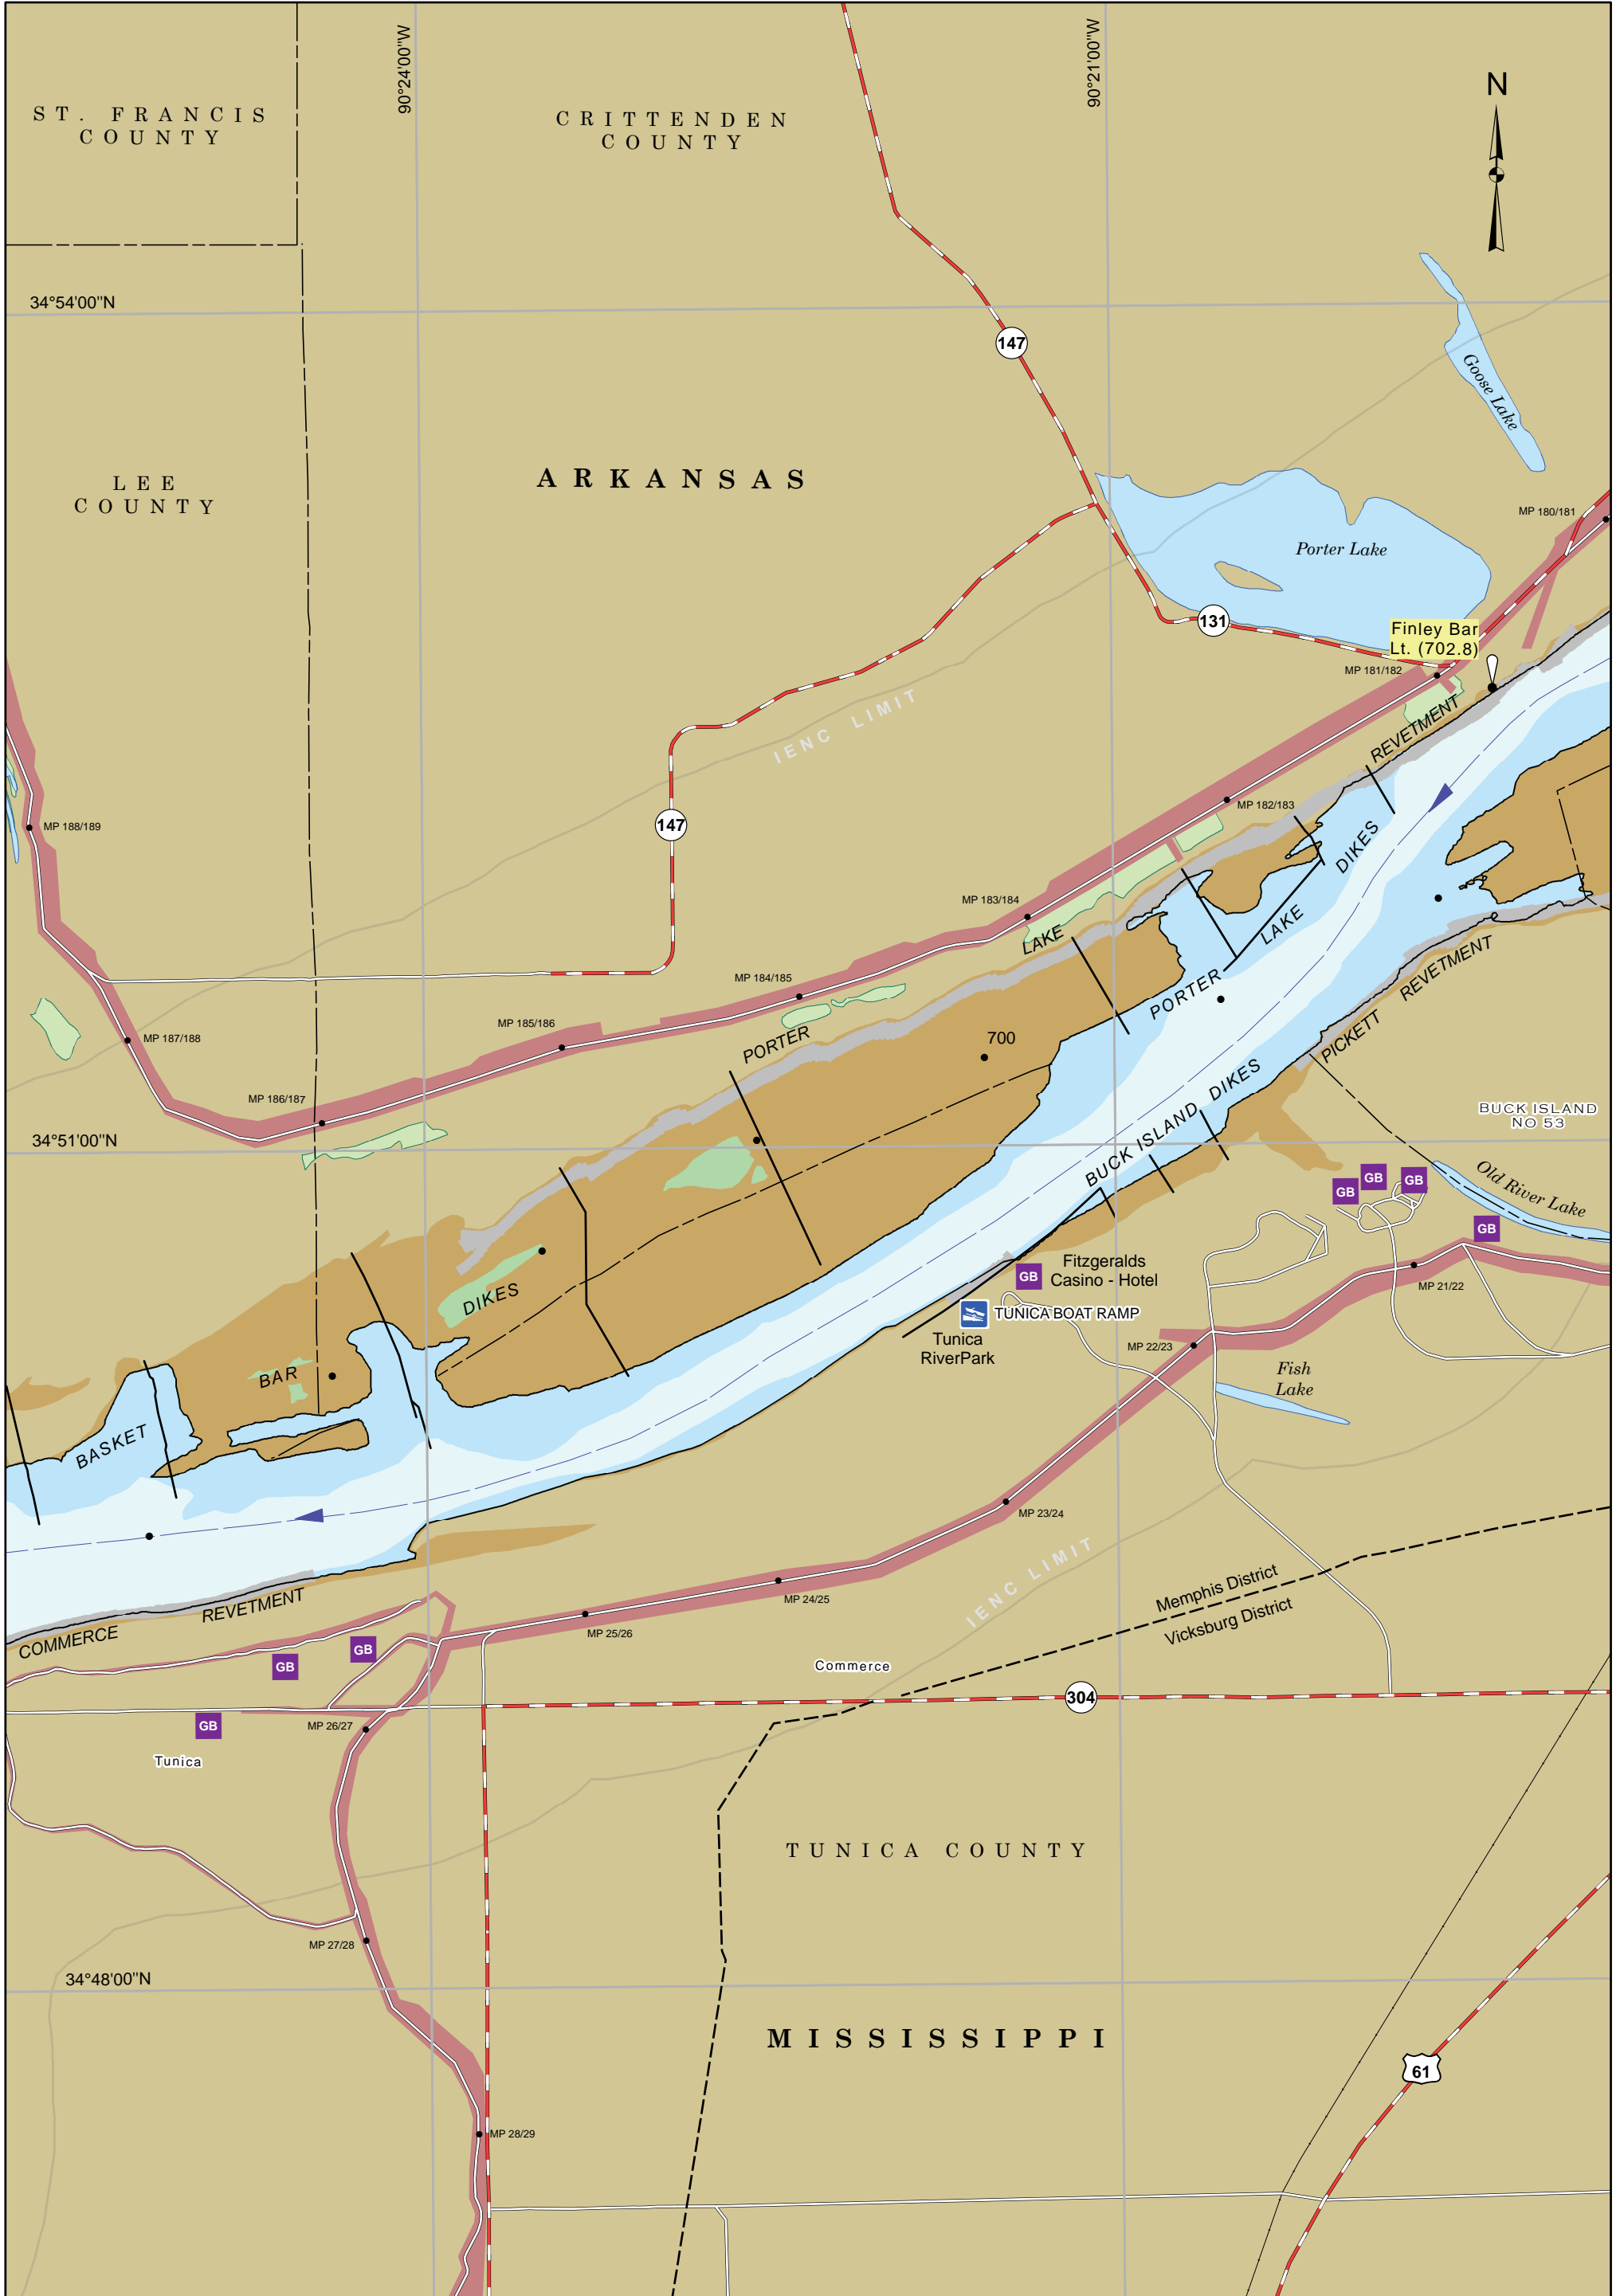 90°24'00"W
90°21'00"W
N
ST. FRANCIS
COUNTY
CRITTENDEN
COUNTY
34°54'00"N
147
Goose Lake
LEE
COUNTY
ARKANSAS
MP 180/181
Porter Lake
131
Finley Bar
Lt. (702.8)
MP 181/182
IENC LIMIT
REVETMENT
MP 182/183
147
MP 188/189
DIKES
MP 183/184
LAKE
LAKE
REVETMENT
MP 184/185
PORTER
MP 185/186
PICKETT
MP 187/188
PORTER
700
MP 186/187
BUCK ISLAND DIKES
BUCK ISLAND
NO 53
34°51'00"N
Old River Lake
GB
GB
GB
GB
Fitzgeralds
Casino - Hotel
GB
MP 21/22
DIKES
TUNICA BOAT RAMP
Tunica
RiverPark
MP 22/23
Fish
Lake
BAR
BASKET
MP 23/24
IENC LIMIT
Memphis District
Vicksburg District
MP 24/25
REVETMENT
COMMERCE
MP 25/26
GB
GB
Commerce
304
GB
MP 26/27
Tunica
TUNICA COUNTY
MP 27/28
34°48'00"N
MISSISSIPPI
61
MP 28/29